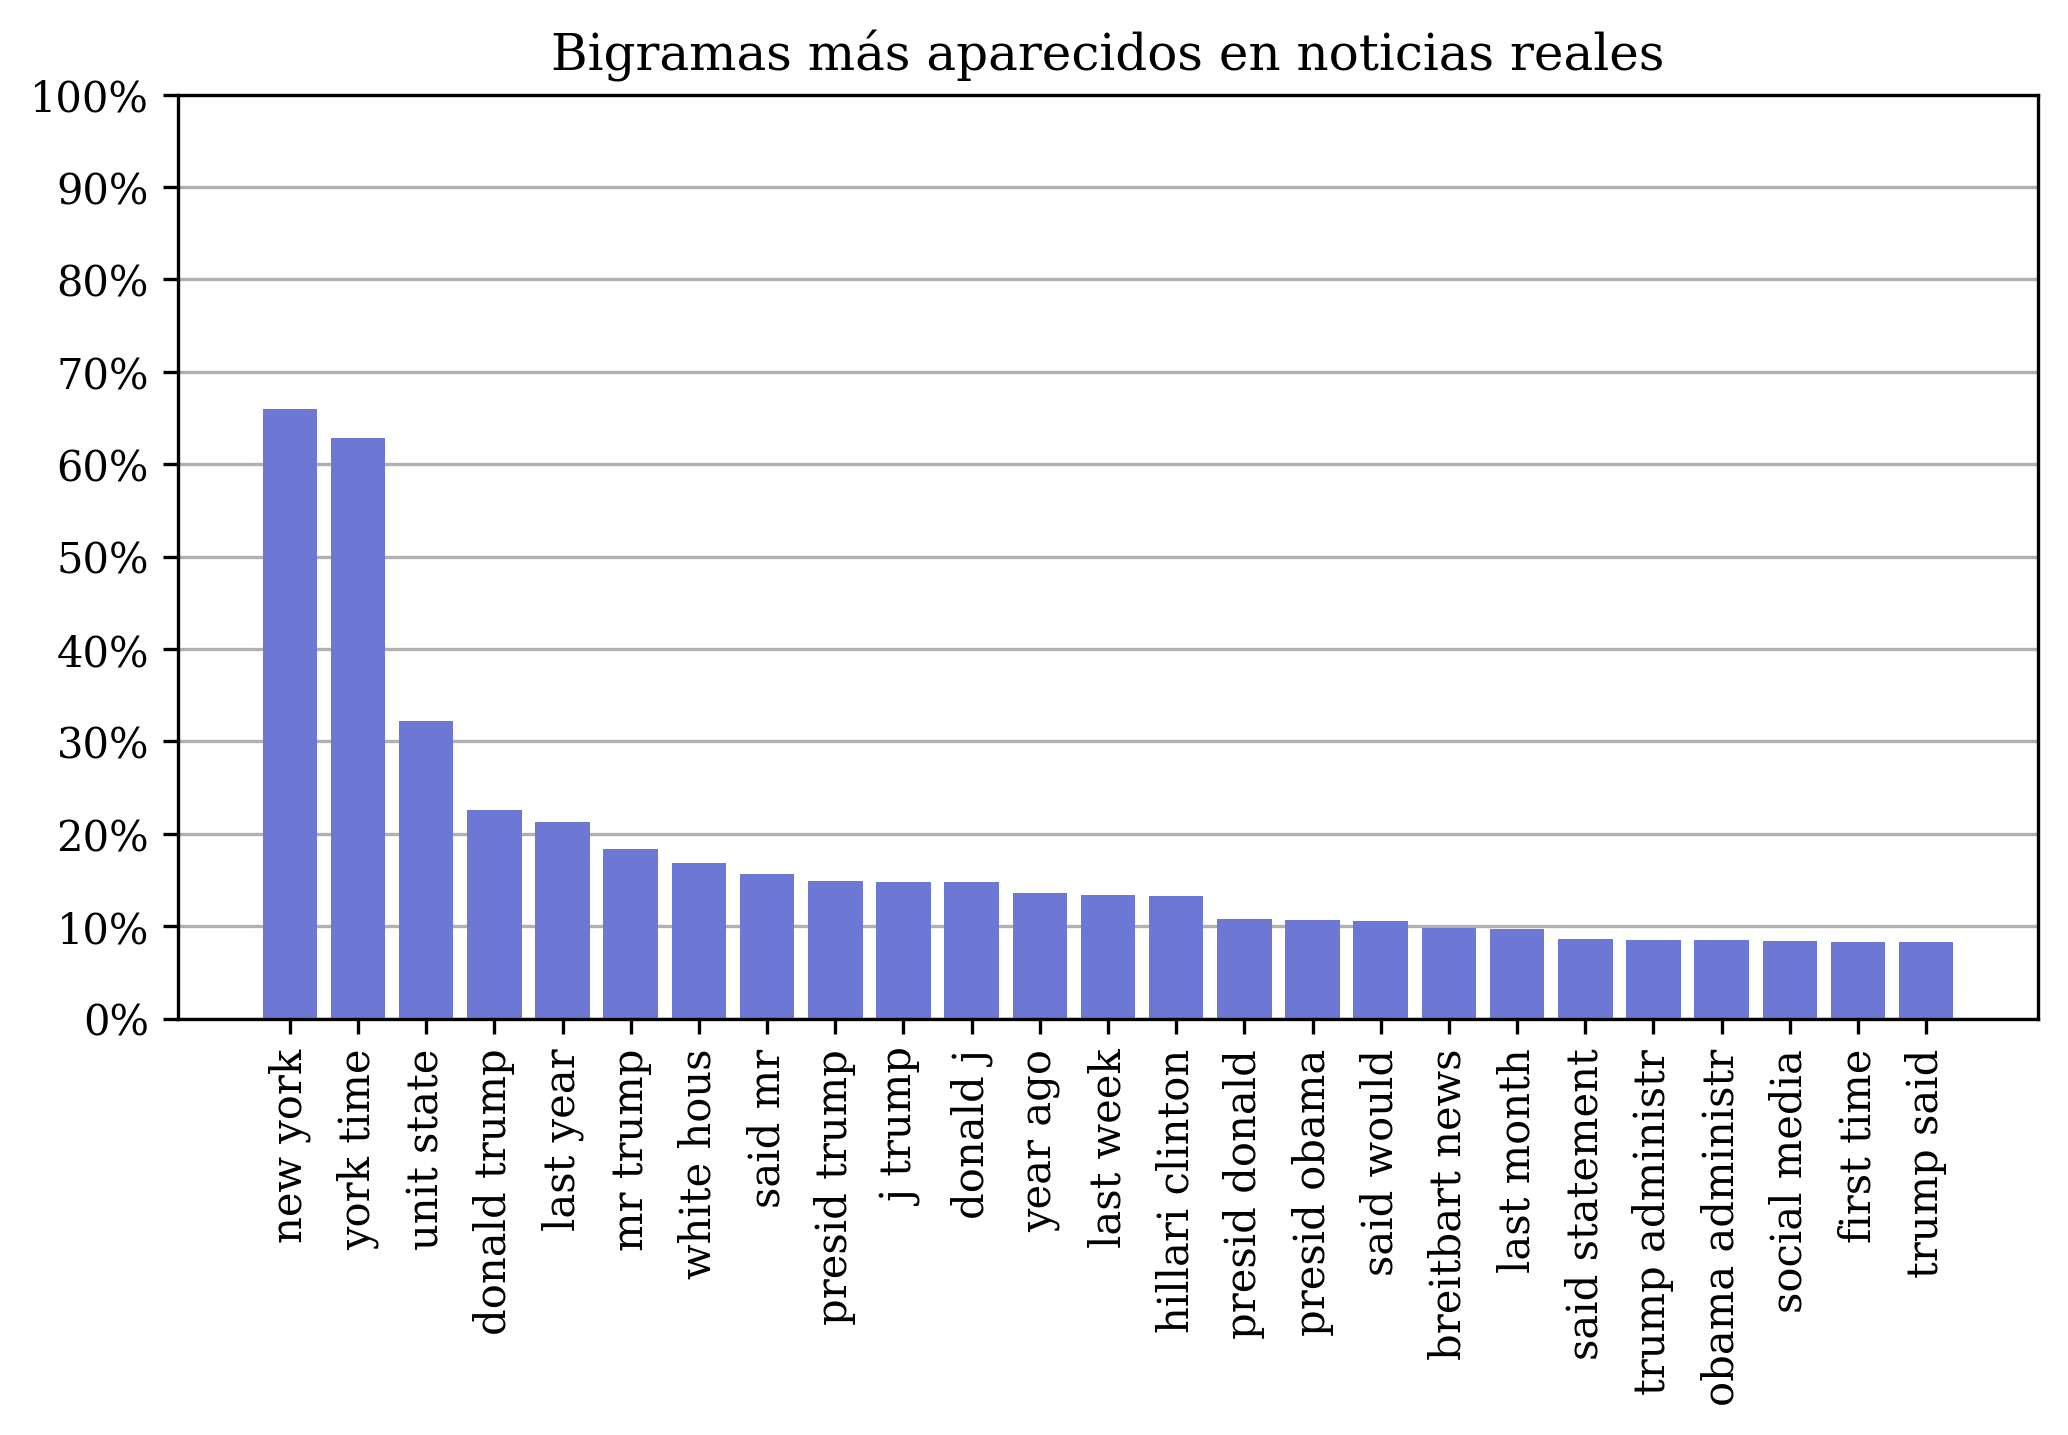 Bigramas más aparecidos en noticias reales
100%
90%
80%
70%
60%
50%
40%
30%
20%
10%
0%
new york
york time
unit state
donald trump
last year
mr trump
white hous
said mr
presid trump
j trump
donald j
year ago
last week
hillari clinton
presid donald
presid obama
said would
breitbart news
last month
said statement
trump administr
obama administr
social media
first time
trump said